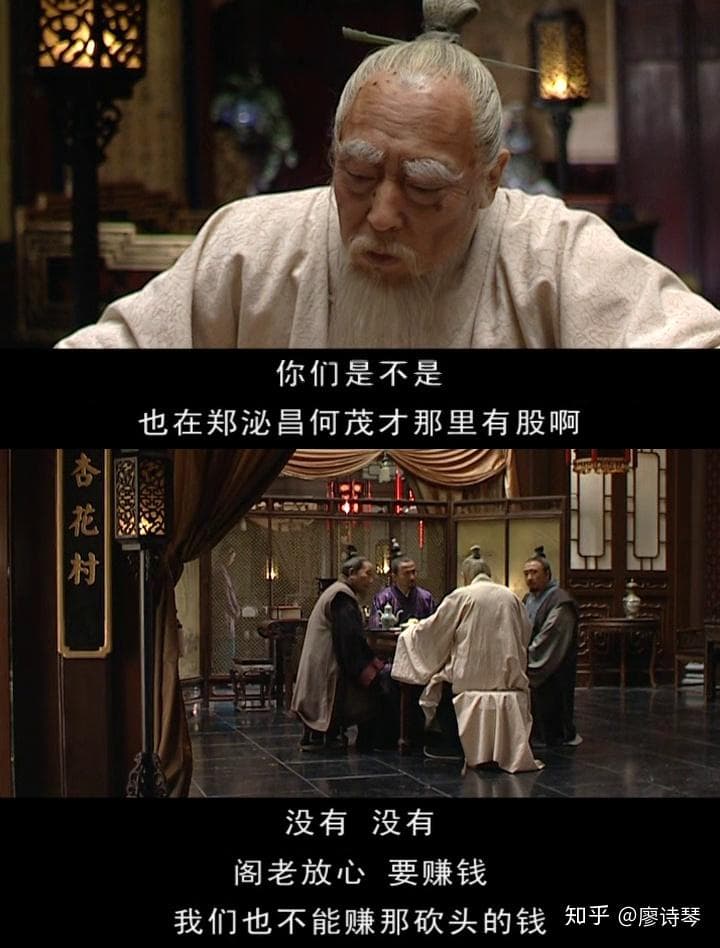 你们是不是
也在郑泌昌何茂才那里有股啊
杏花村
没有 没有
阁老放心 要赚钱
我们也不能赚那砍头的钱
知乎 @廖诗琴